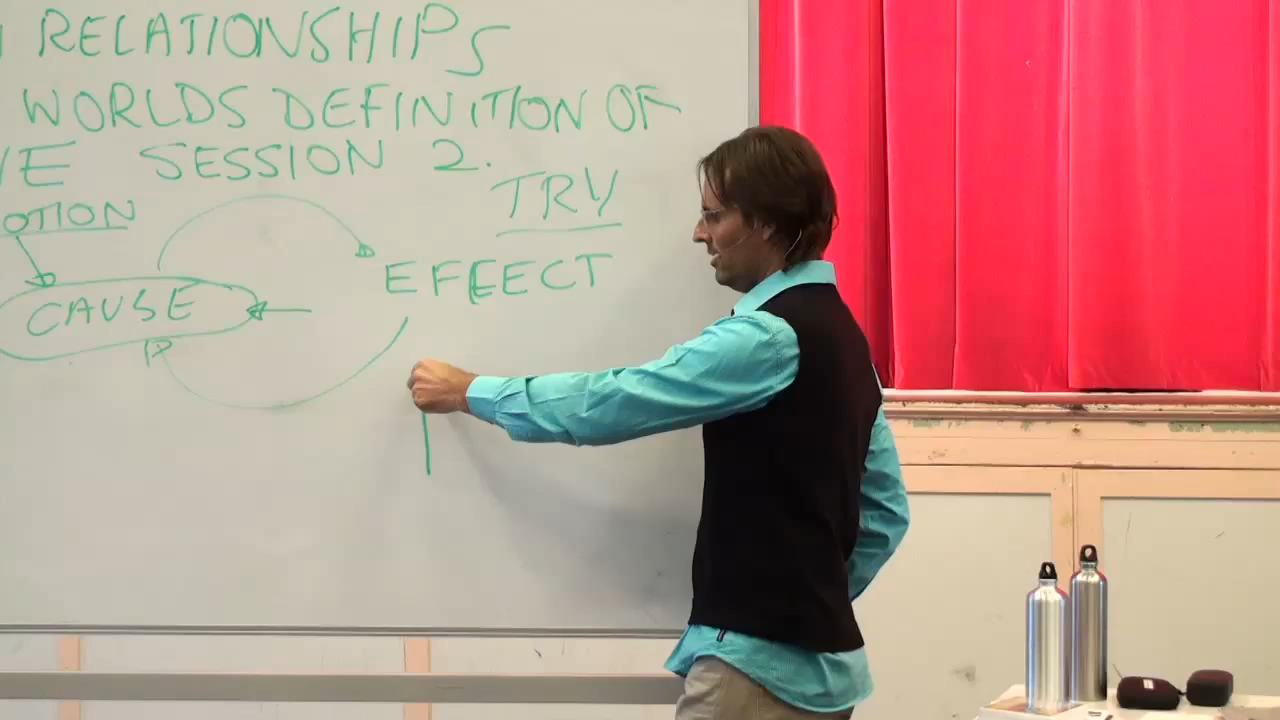 RELATIONSHIPS
WORLDS DEFINITION OF
SESSION 2.
TRY
OTION
EFFECT
CAUSE